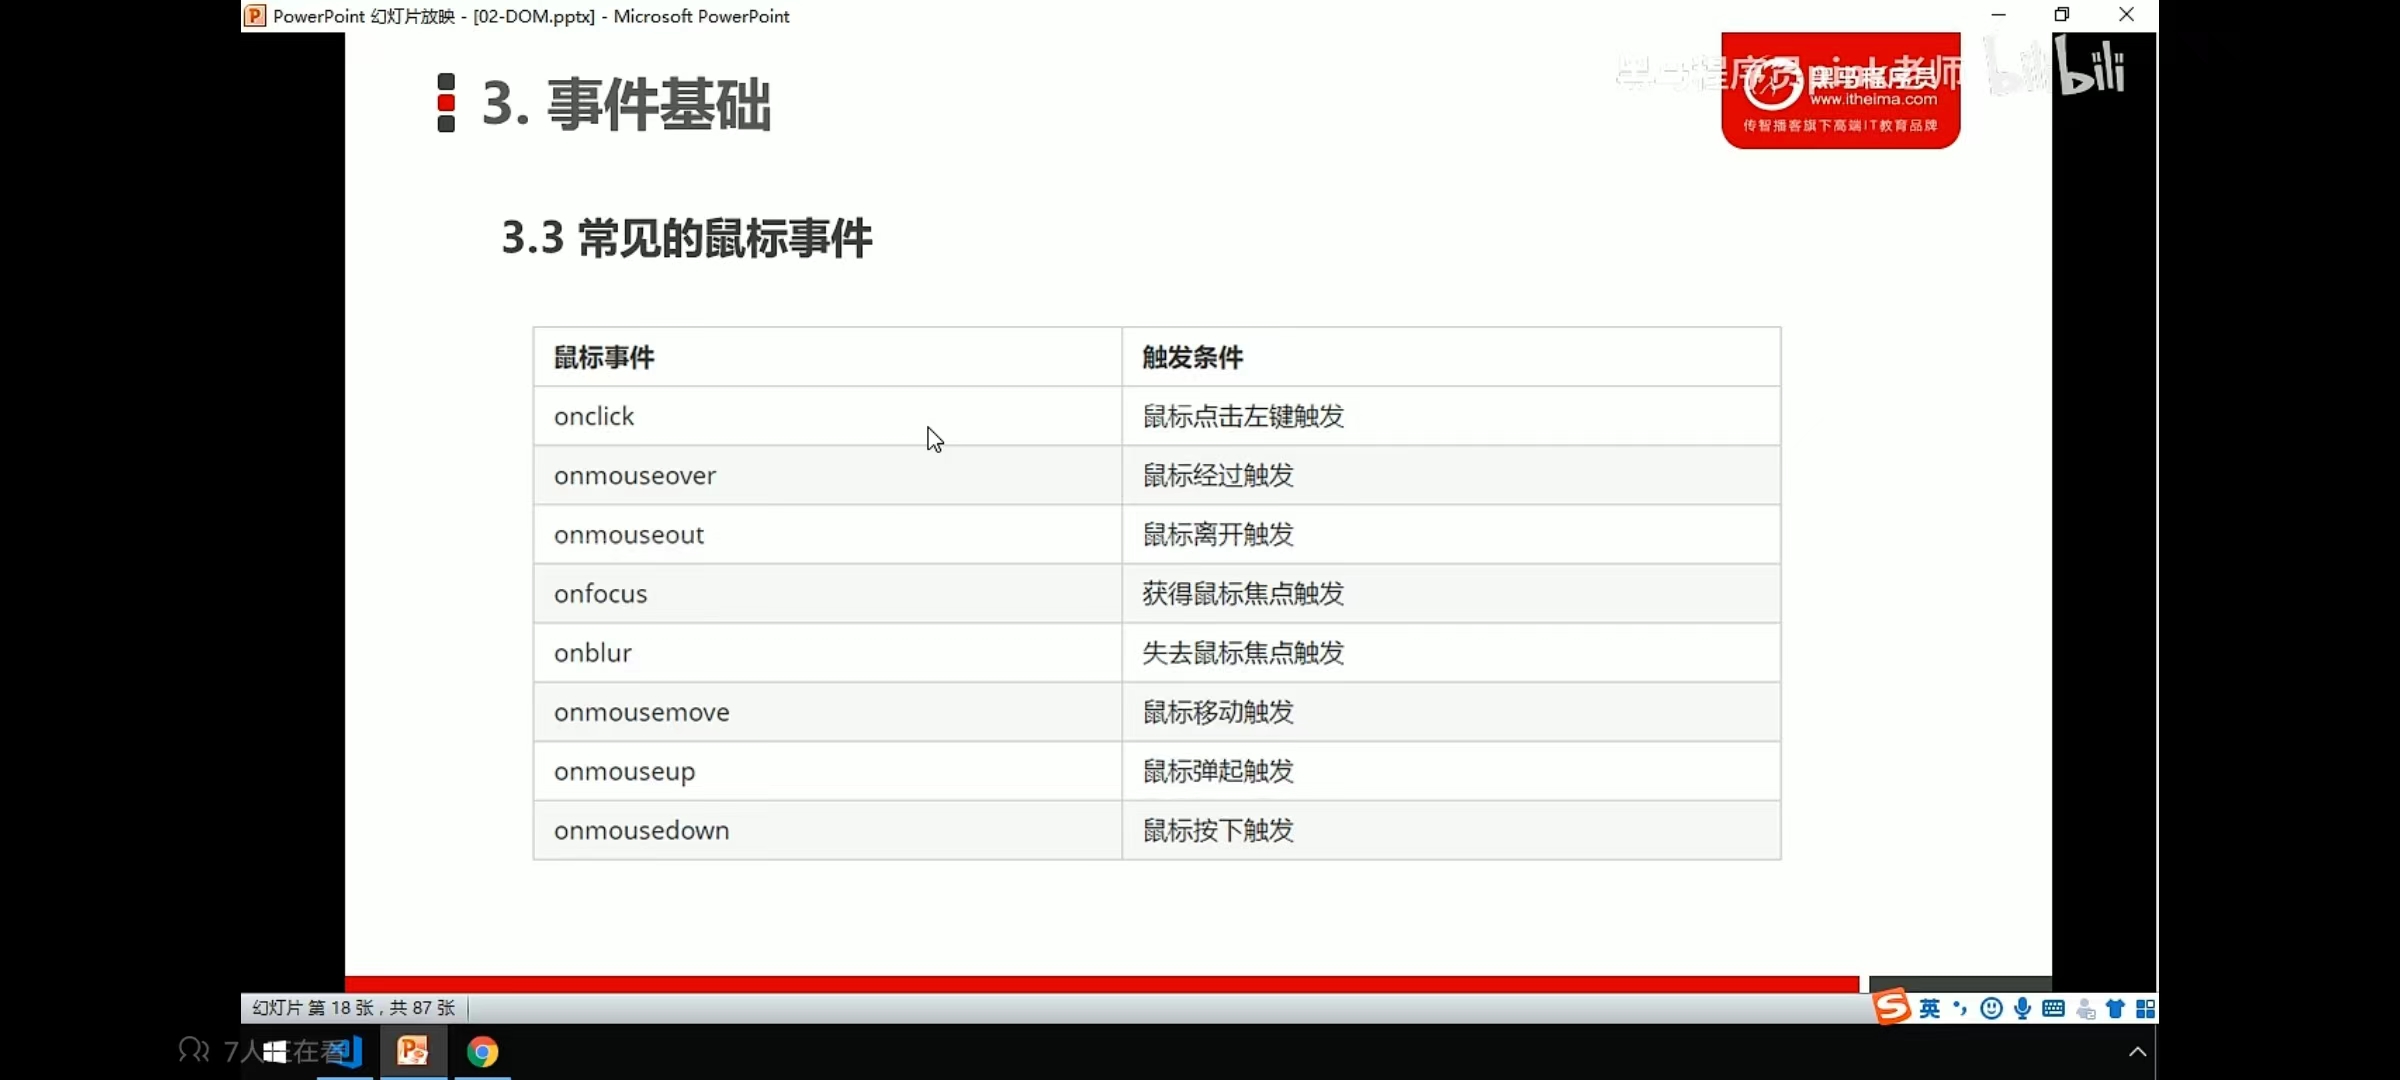 PowerPoint 幻灯片放映 - [02-DOM.pptx] - Microsoft PowerPoint
3. 事件基础
黑马程序员pink老师
bilibili
www.itheima.com
传智播客旗下高端IT教育品牌
3.3 常见的鼠标事件
鼠标事件 触发条件
onclick 鼠标点击左键触发
onmouseover 鼠标经过触发
onmouseout 鼠标离开触发
onfocus 获得鼠标焦点触发
onblur 失去鼠标焦点触发
onmousemove 鼠标移动触发
onmouseup 鼠标弹起触发
onmousedown 鼠标按下触发
幻灯片 第 18 张，共 87 张
英
7人正在看